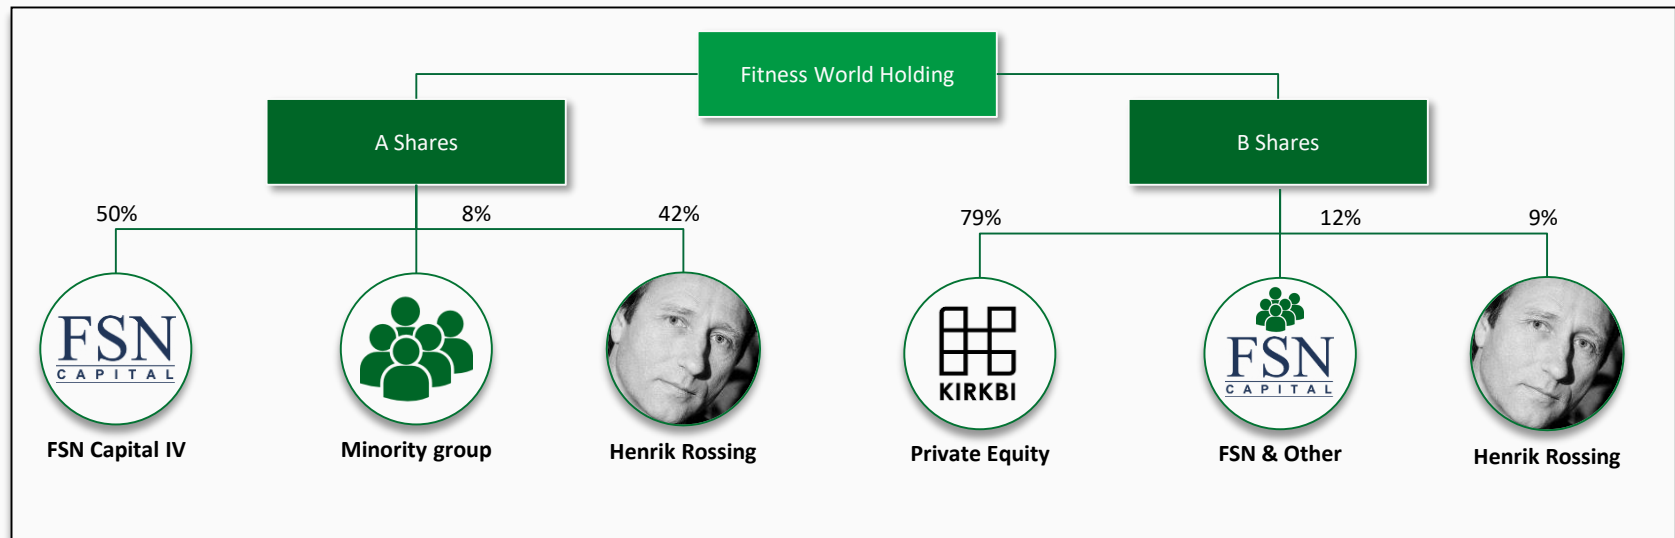 Fitness World Holding
A Shares
B Shares
50%
8%
42%
79%
12%
9%
FSN
CAPITAL
KIRKBI
FSN
CAPITAL
FSN Capital IV
Minority group
Henrik Rossing
Private Equity
FSN & Other
Henrik Rossing